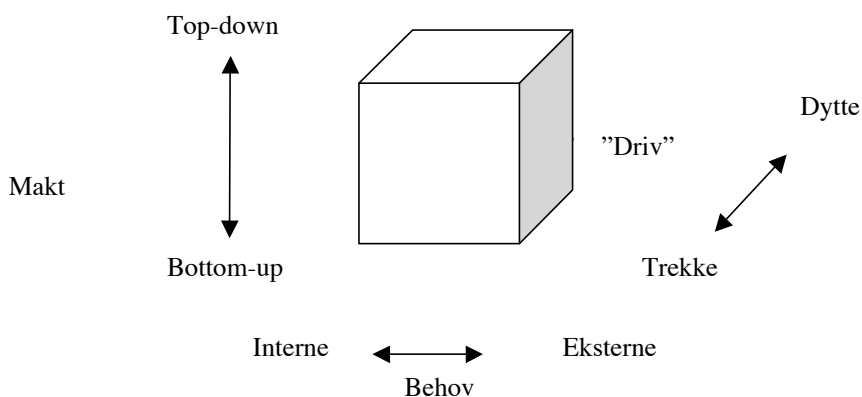 Top-down
Dytte
”Driv”
Makt
Bottom-up
Trekke
Interne
Eksterne
Behov